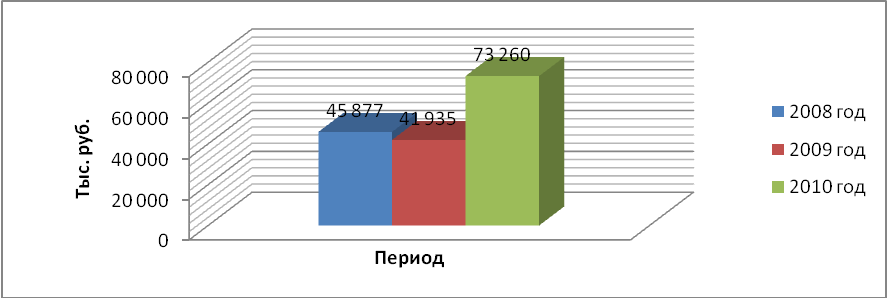 73 260
45 877
41 935
80 000
60 000
40 000
20 000
0
Тыс. руб.
Период
2008 год
2009 год
2010 год